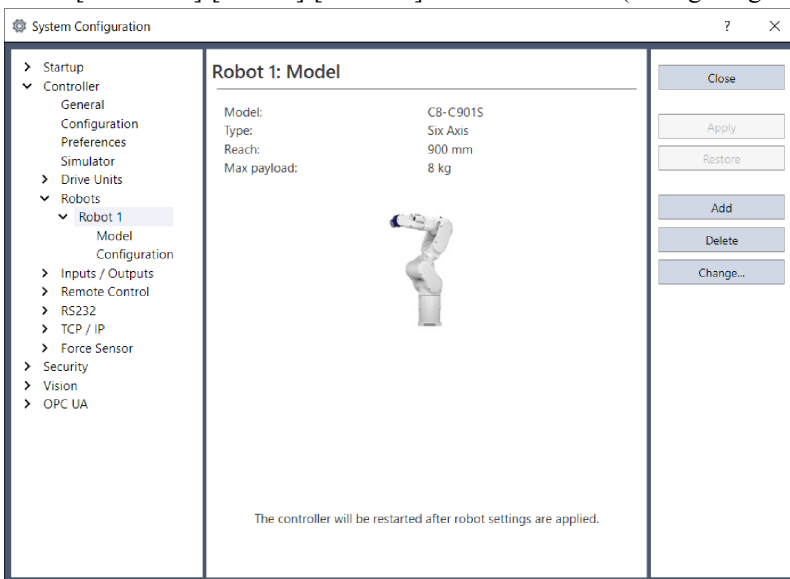 System Configuration
? ×
Startup
Controller
General
Configuration
Preferences
Simulator
Drive Units
Robots
Robot 1
Model
Configuration
Inputs / Outputs
Remote Control
RS232
TCP / IP
Force Sensor
Security
Vision
OPC UA
Robot 1: Model
Model: C8-C901S
Type: Six Axis
Reach: 900 mm
Max payload: 8 kg
The controller will be restarted after robot settings are applied.
Close
Apply
Restore
Add
Delete
Change...